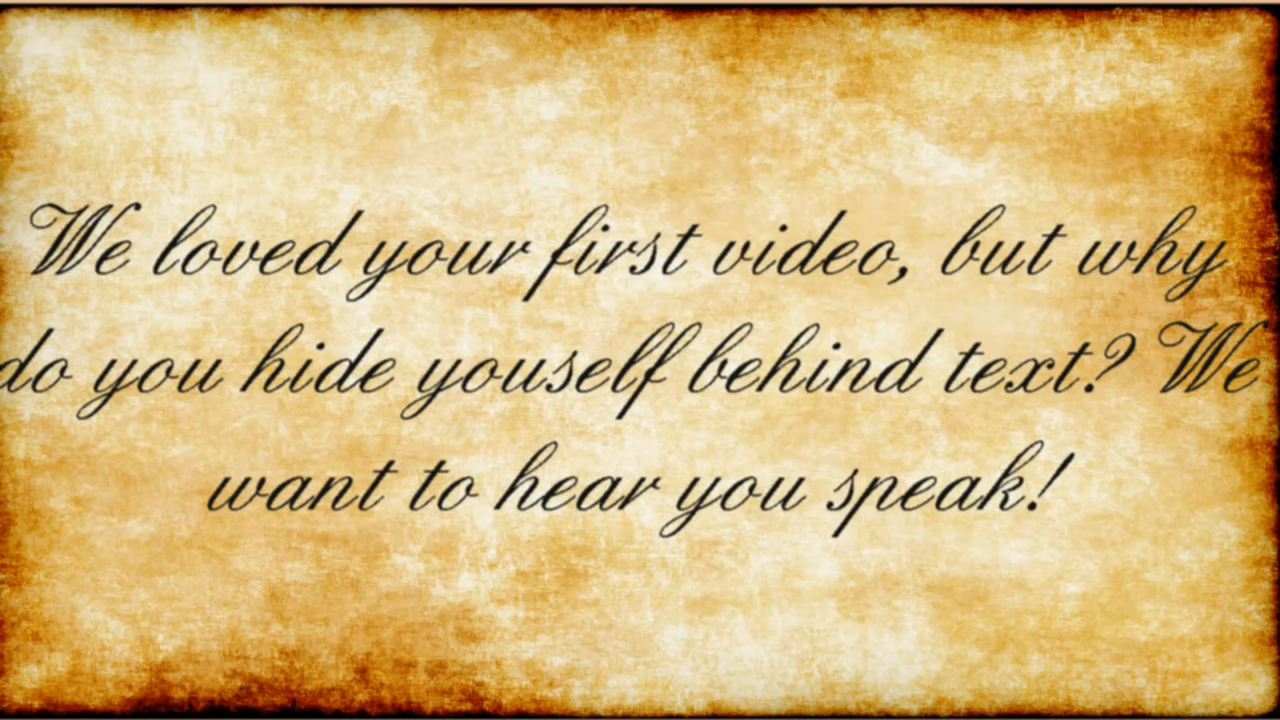 We loved your first video, but why
do you hide youself behind text? We
want to hear you speak!